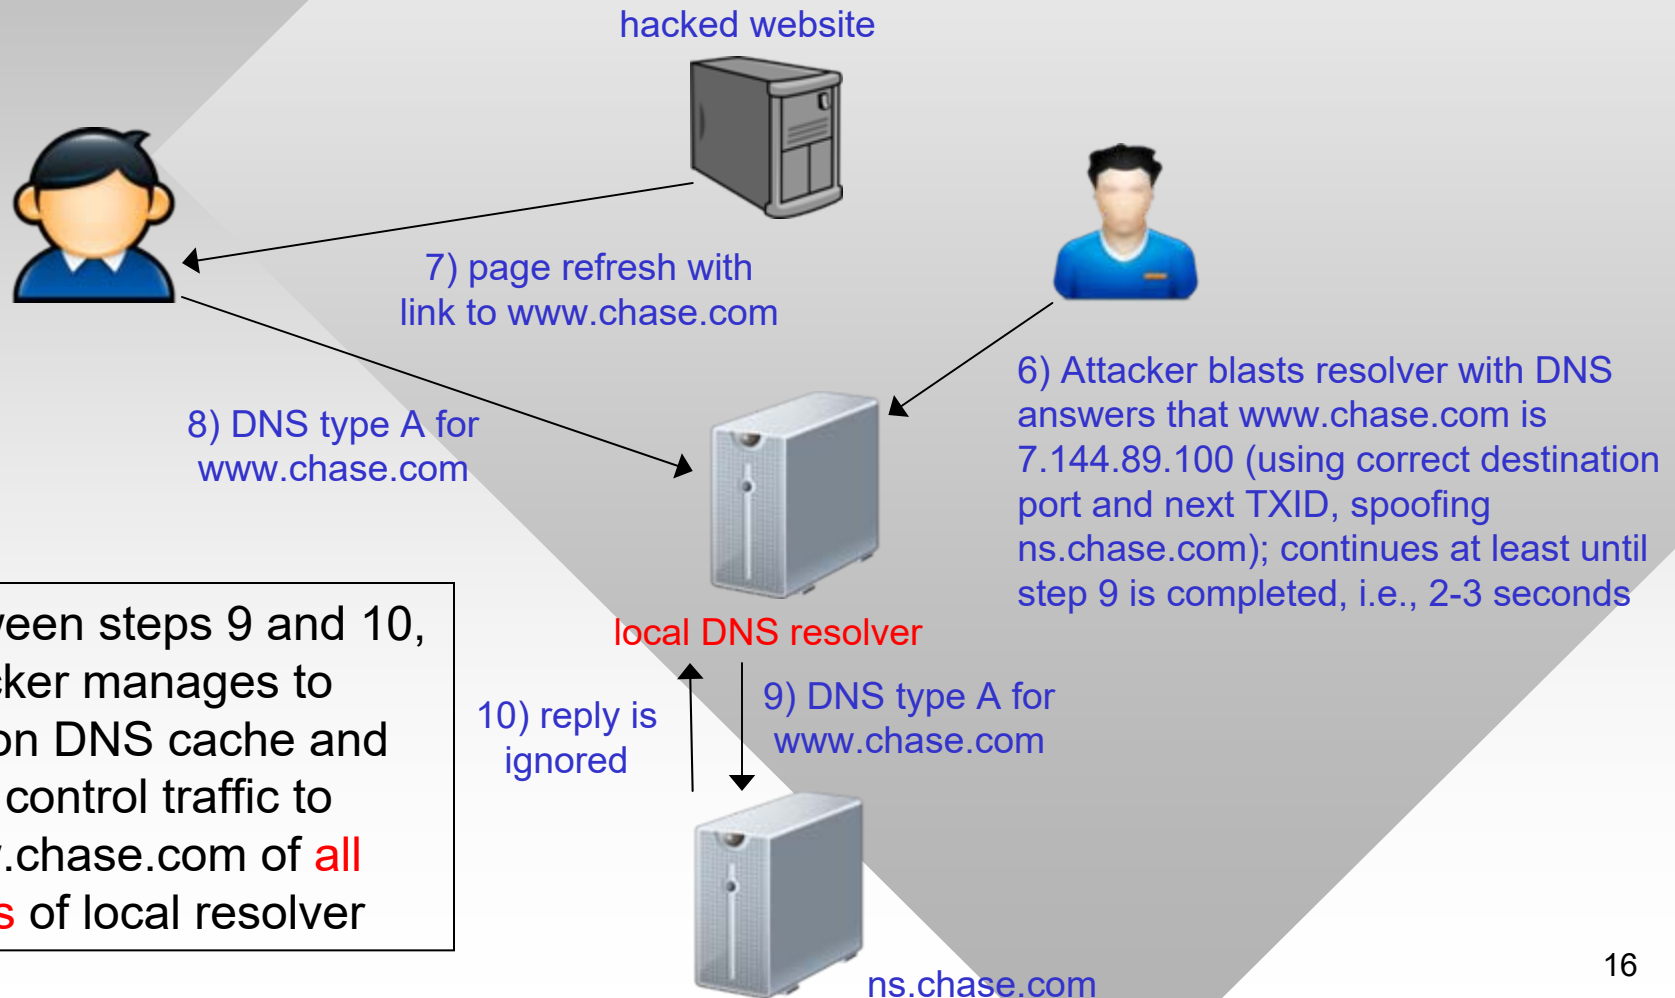 hacked website
7) page refresh with
link to www.chase.com
6) Attacker blasts resolver with DNS
answers that www.chase.com is
7.144.89.100 (using correct destination
port and next TXID, spoofing
ns.chase.com); continues at least until
step 9 is completed, i.e., 2-3 seconds
8) DNS type A for
www.chase.com
local DNS resolver
steps 9 and 10,
manages to
DNS cache and
control traffic to
.chase.com of all
of local resolver
10) reply is
ignored
9) DNS type A for
www.chase.com
ns.chase.com
16